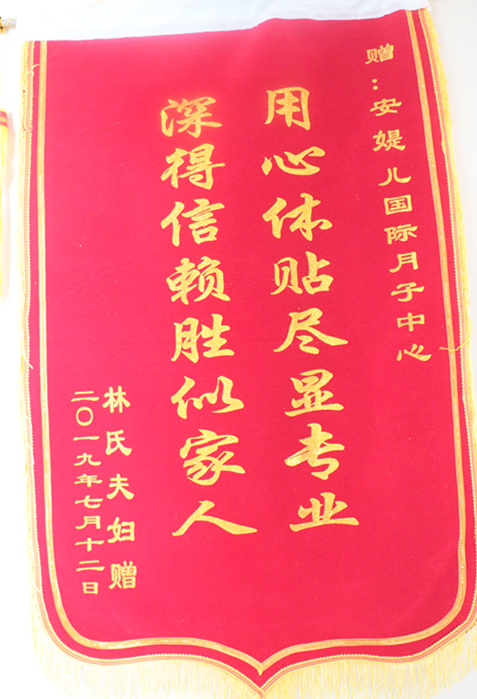 赠：安媞儿国际月子中心
用心体贴尽显专业
深得信赖胜似家人
林氏夫妇赠
二〇一九年七月十二日